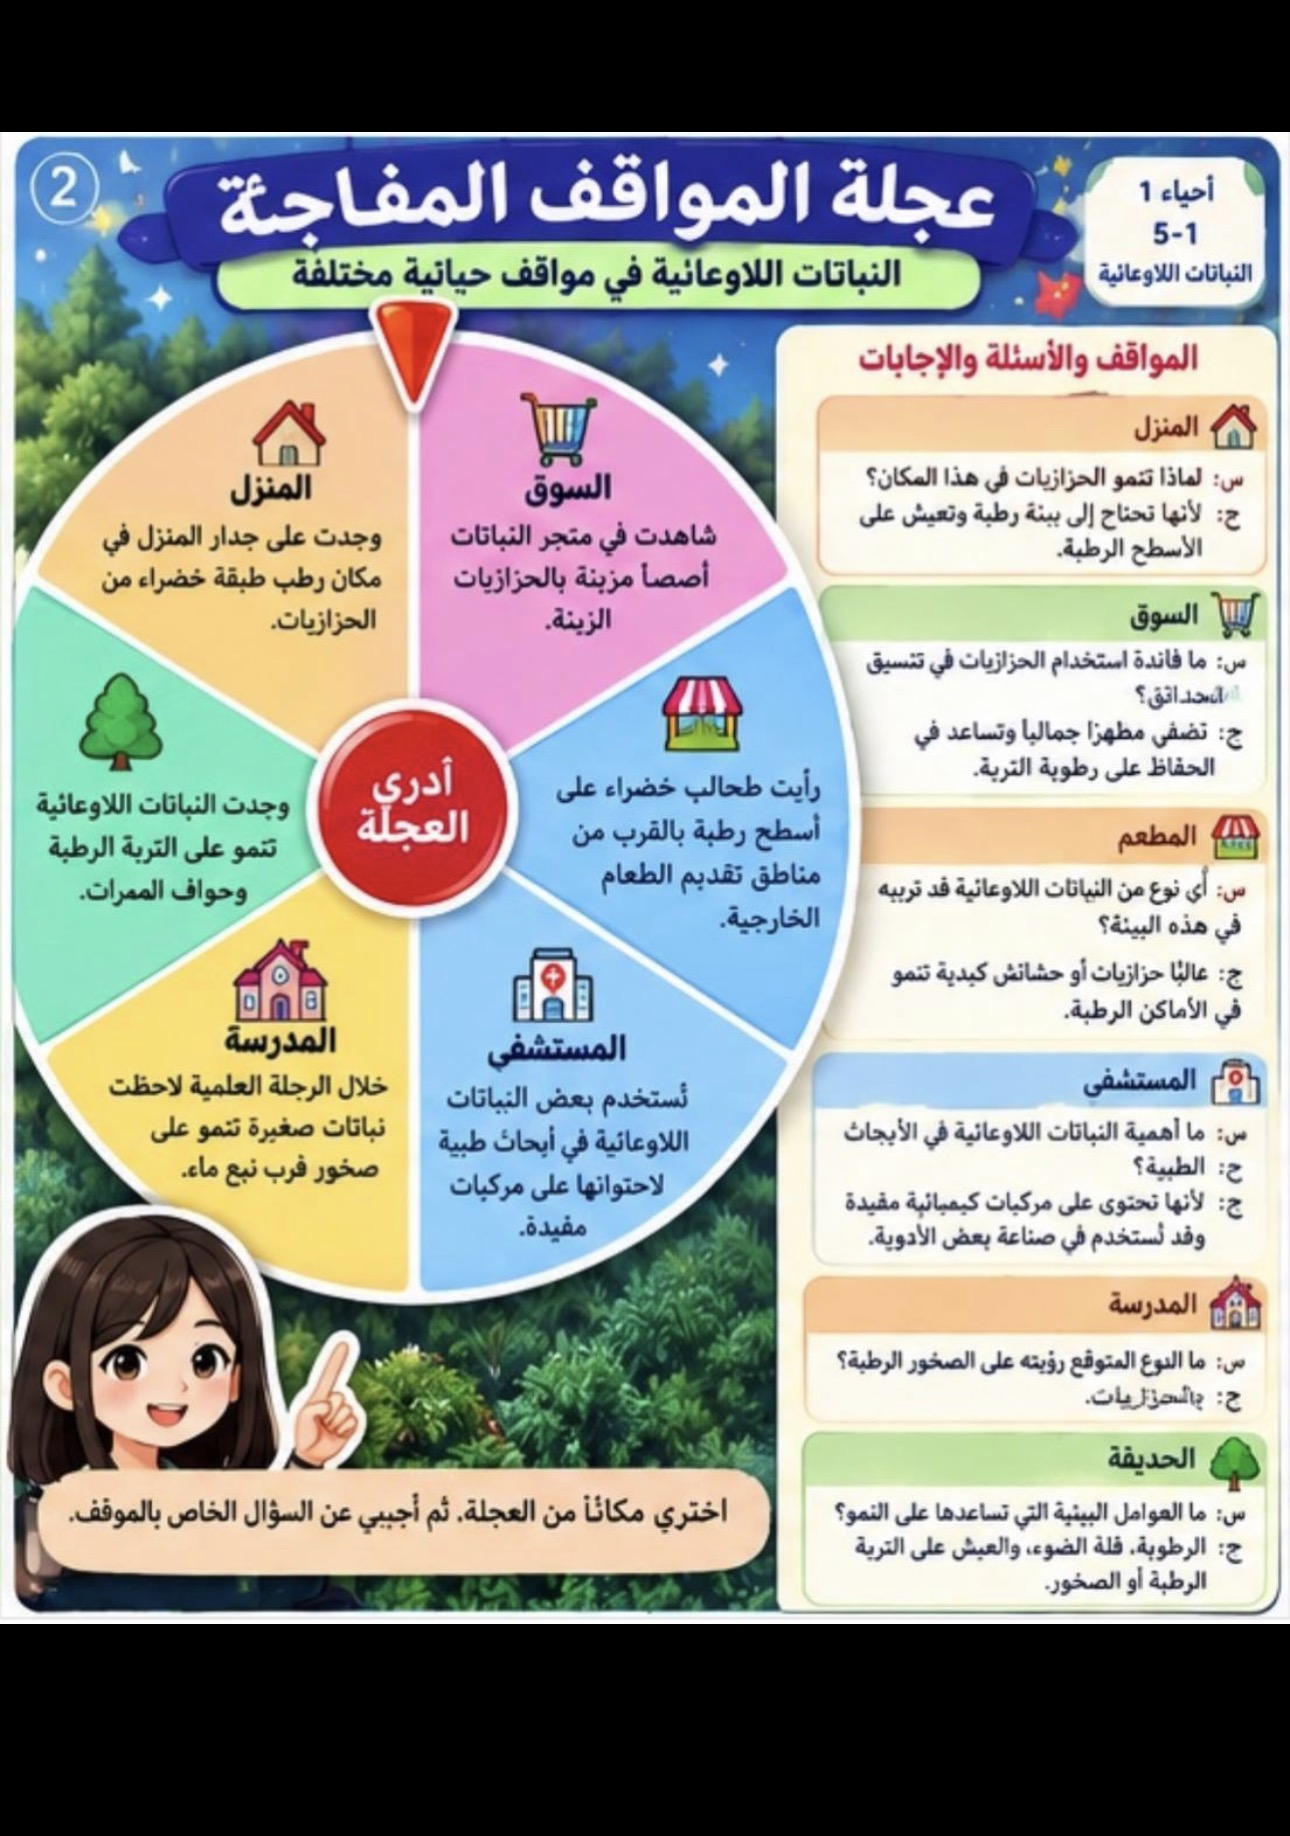 2
عجلة المواقف المفاجئة
النباتات اللاوعائية في مواقف حياتية مختلفة
أحياء 1
5-1
النباتات اللاوعائية
السوق
شاهدت في متجر النباتات
أصصاً مزينة بالحزازيات
الزينة.
المنزل
وجدت على جدار المنزل في
مكان رطب طبقة خضراء من
الحزازيات.
رأيت طحالب خضراء على
أسطح رطبة بالقرب من
مناطق تقديم الطعام
الخارجية.
أدري
العجلة
وجدت النباتات اللاوعائية
تنمو على التربة الرطبة
وحواف الممرات.
المستشفى
تُستخدم بعض النباتات
اللاوعائية في أبحاث طبية
لاحتوائها على مركبات
مفيدة.
المدرسة
خلال الرحلة العلمية لاحظت
نباتات صغيرة تنمو على
صخور قرب نبع ماء.
اختري مكاناً من العجلة، ثم أجيبي عن السؤال الخاص بالموقف.
المواقف والأسئلة والإجابات
المنزل
س: لماذا تنمو الحزازيات في هذا المكان؟
ج: لأنها تحتاج إلى بيئة رطبة وتعيش على
الأسطح الرطبة.
السوق
س: ما فائدة استخدام الحزازيات في تنسيق
الحدائق؟
ج: تضفي مظهرًا جمالياً وتساعد في
الحفاظ على رطوبة التربة.
المطعم
س: أي نوع من النباتات اللاوعائية قد تربيه
في هذه البيئة؟
ج: غالبًا حزازيات أو حشائش كبدية تنمو
في الأماكن الرطبة.
المستشفى
س: ما أهمية النباتات اللاوعائية في الأبحاث
ج: الطبية؟
ج: لأنها تحتوي على مركبات كيميائية مفيدة
وقد تُستخدم في صناعة بعض الأدوية.
المدرسة
س: ما النوع المتوقع رؤيته على الصخور الرطبة؟
ج:
الحديقة
س: ما العوامل البيئية التي تساعدها على النمو؟
ج: الرطوبة، قلة الضوء، والعيش على التربة
الرطبة أو الصخور.